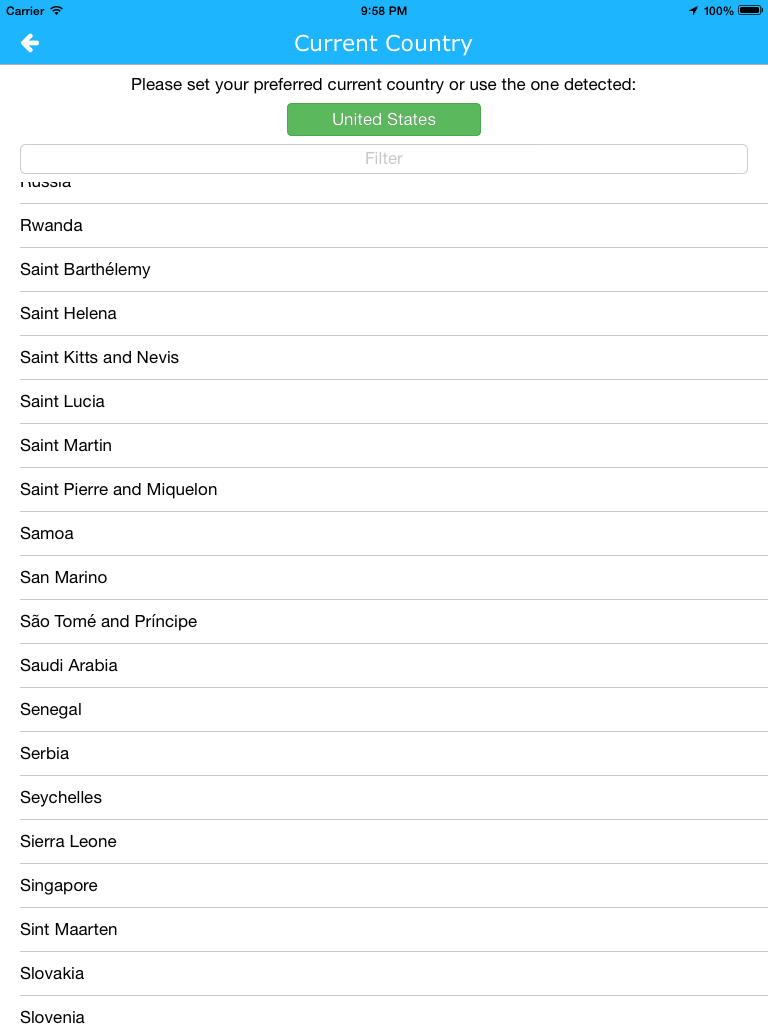 Carrier 9:58 PM 100%
Current Country
Please set your preferred current country or use the one detected:
United States
Filter
Russia
Rwanda
Saint Barthélemy
Saint Helena
Saint Kitts and Nevis
Saint Lucia
Saint Martin
Saint Pierre and Miquelon
Samoa
San Marino
São Tomé and Príncipe
Saudi Arabia
Senegal
Serbia
Seychelles
Sierra Leone
Singapore
Sint Maarten
Slovakia
Slovenia